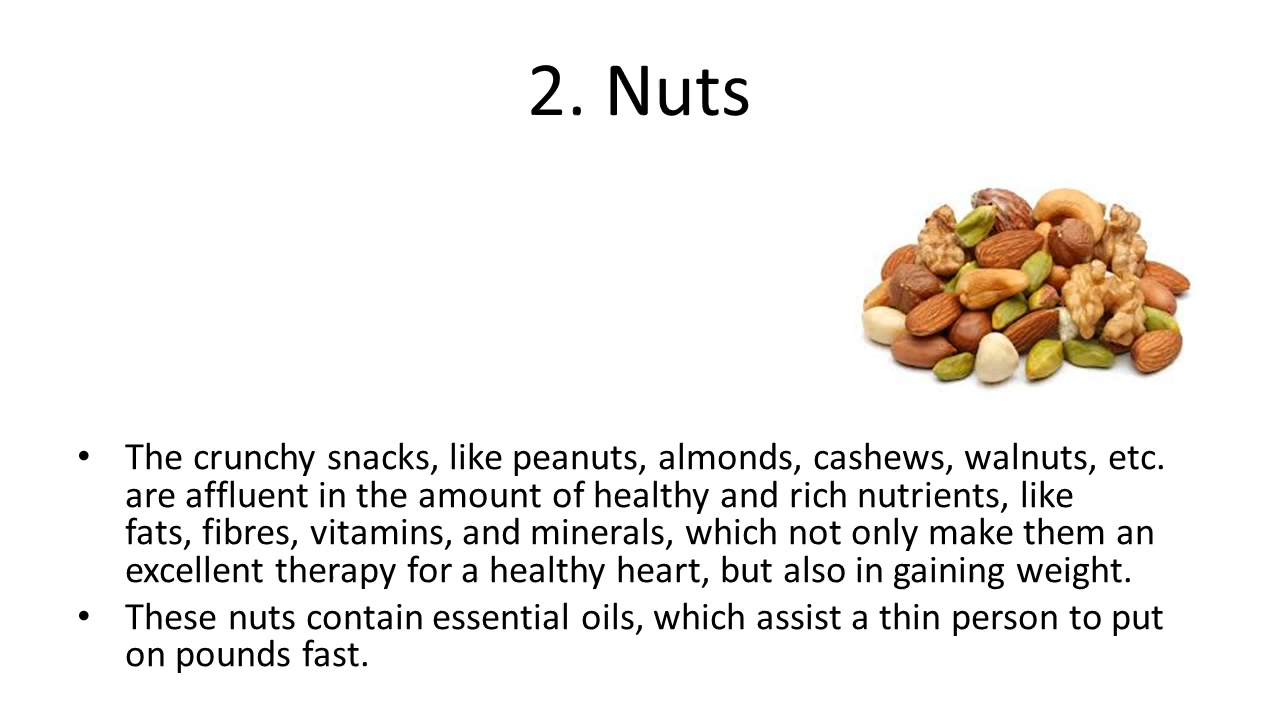 2. Nuts
• The crunchy snacks, like peanuts, almonds, cashews, walnuts, etc.
are affluent in the amount of healthy and rich nutrients, like
fats, fibres, vitamins, and minerals, which not only make them an
excellent therapy for a healthy heart, but also in gaining weight.
• These nuts contain essential oils, which assist a thin person to put
on pounds fast.